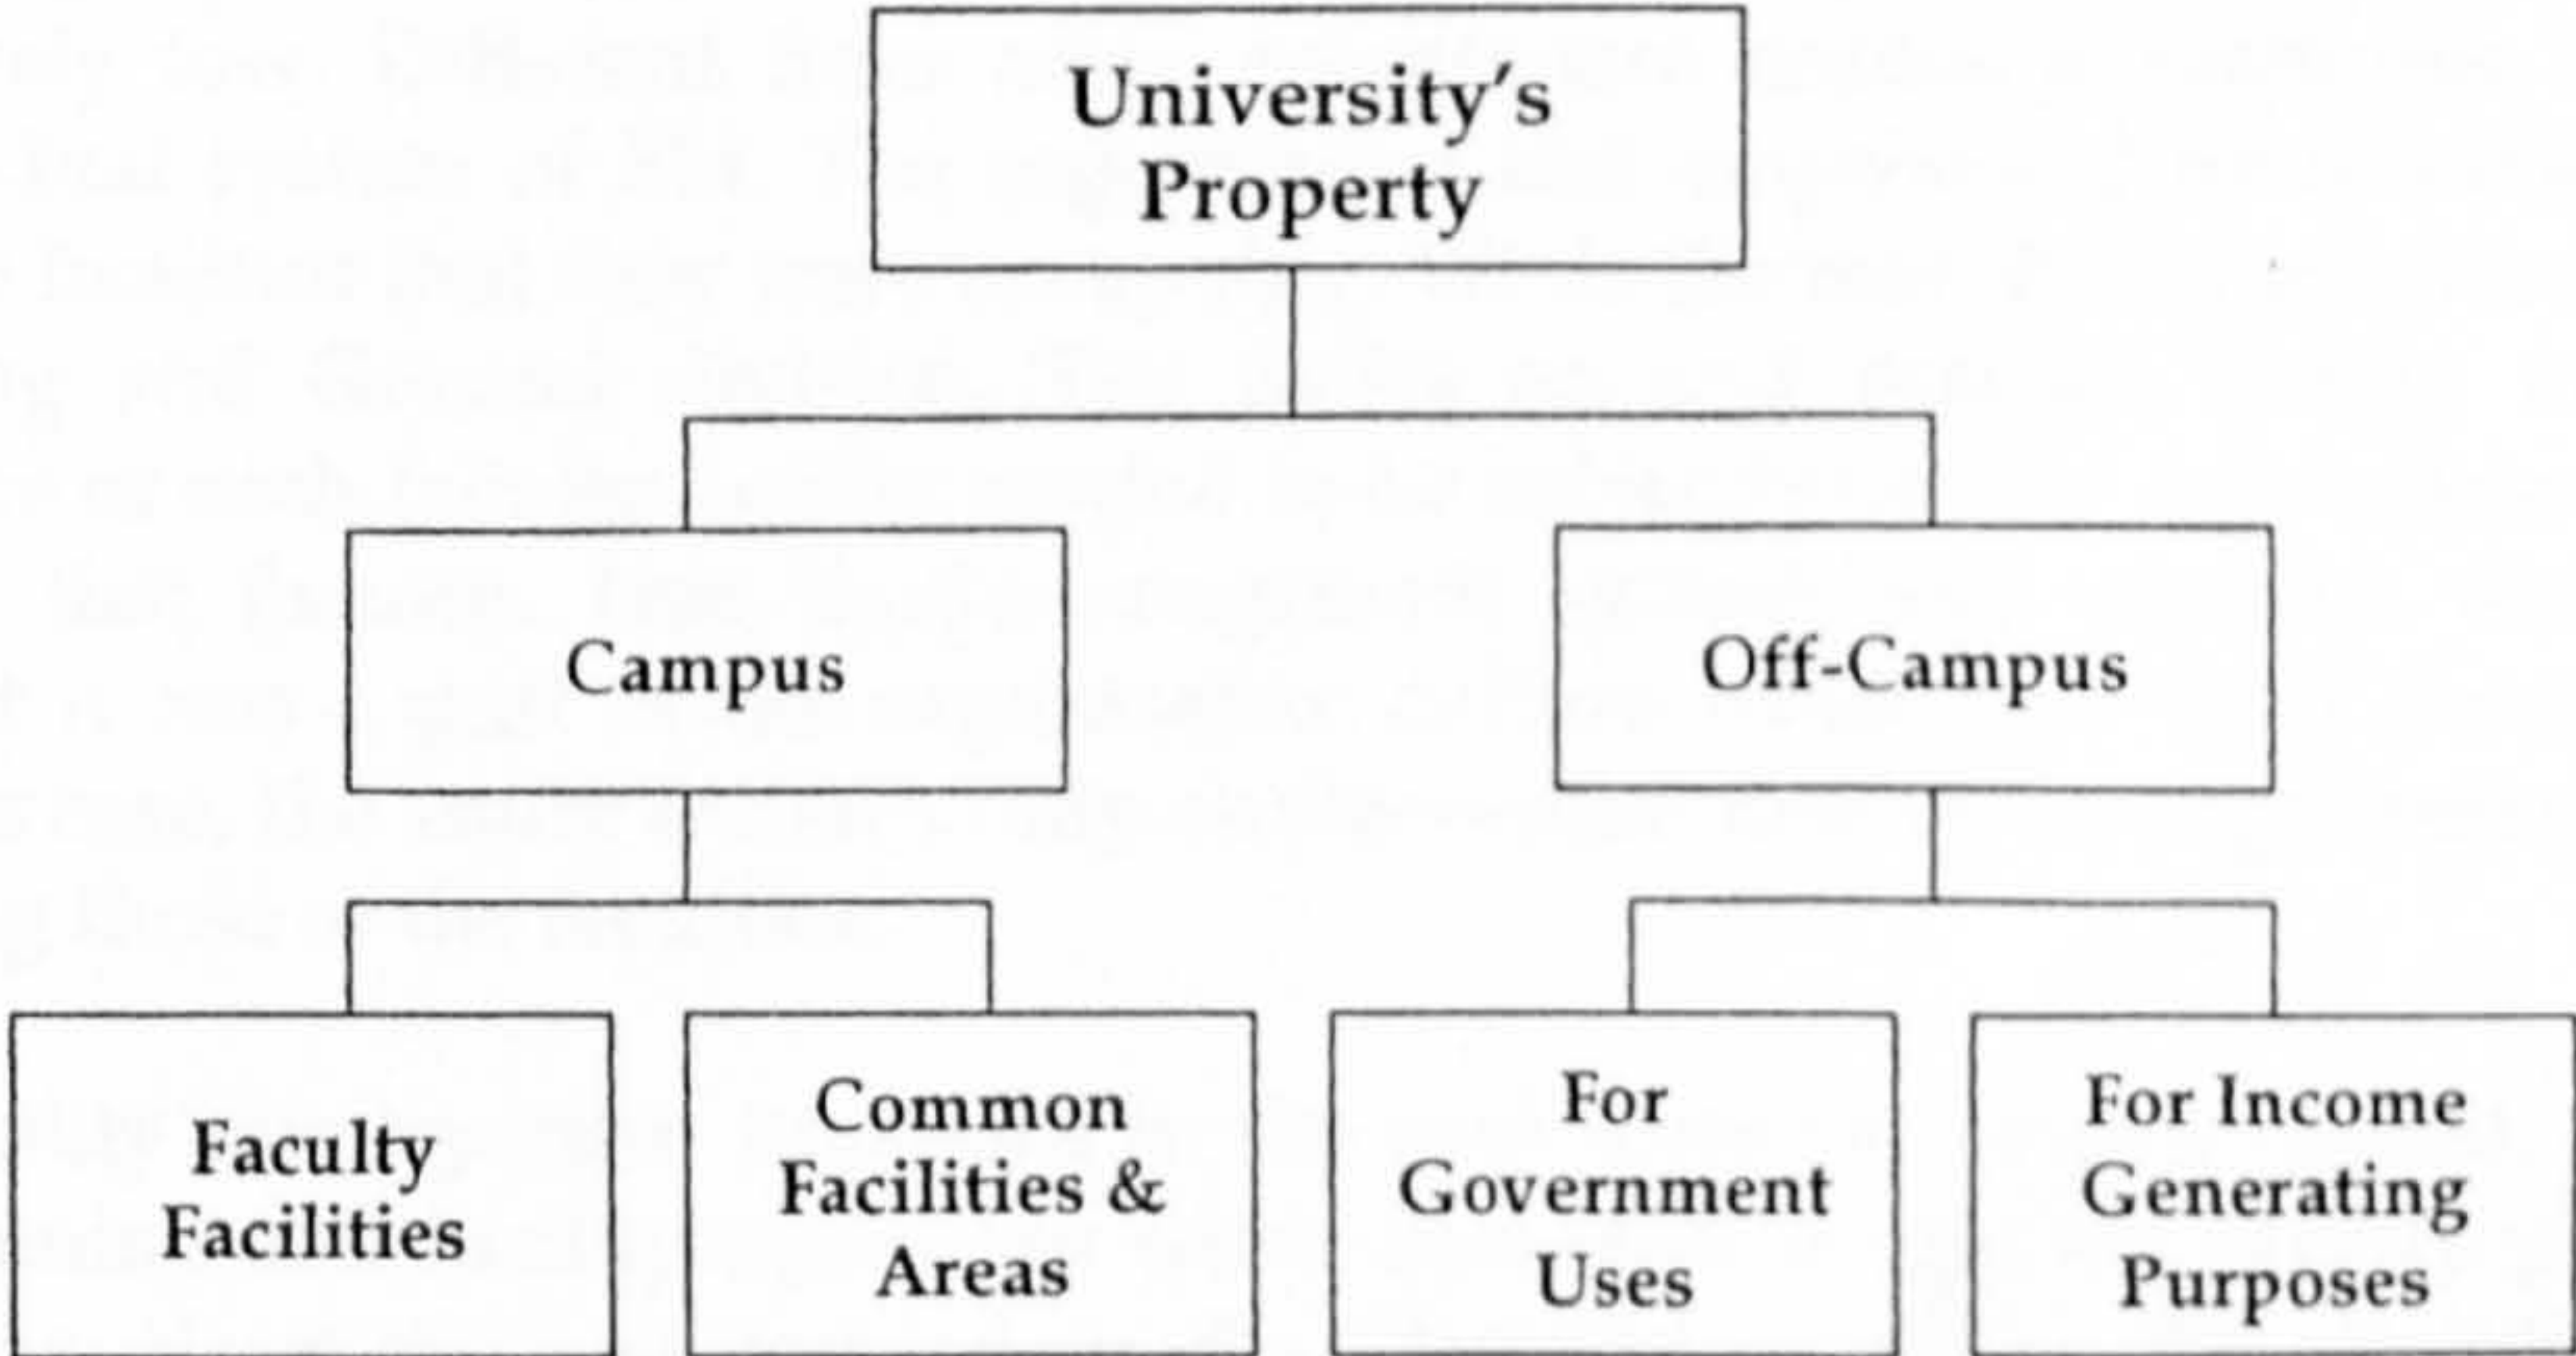 University's
Property
Campus
Off-Campus
Faculty
Facilities
Common
Facilities &
Areas
For
Government
Uses
For Income
Generating
Purposes